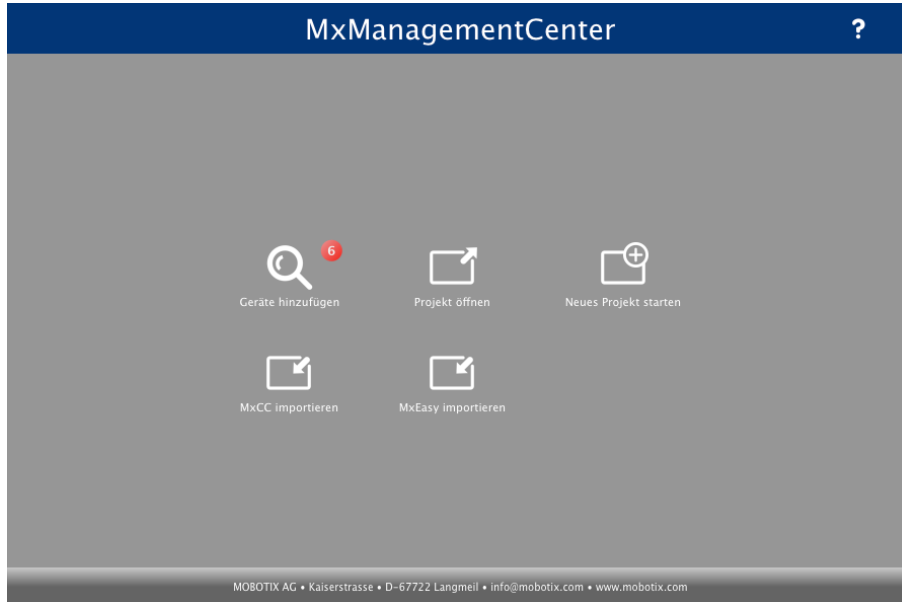 MxManagementCenter ?
6
Geräte hinzufügen Projekt öffnen Neues Projekt starten
MxCC importieren MxEasy importieren
MOBOTIX AG • Kaiserstrasse • D-67722 Langmeil • info@mobotix.com • www.mobotix.com